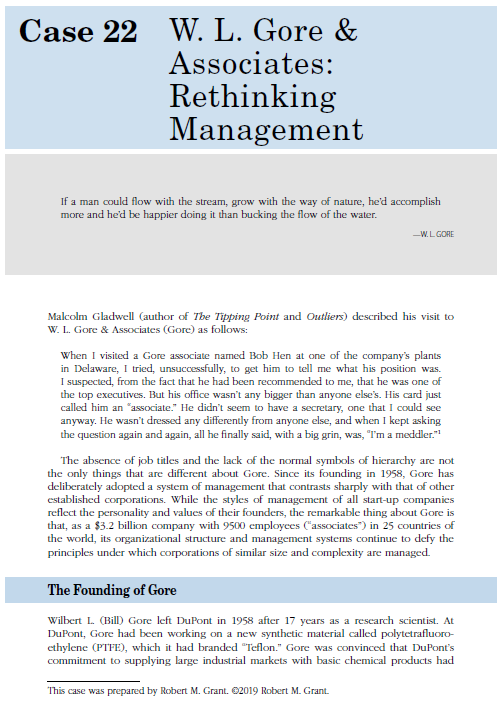 Case 22
W. L. Gore &
Associates:
Rethinking
Management
If a man could flow with the stream, grow with the way of nature, he'd accomplish
more and he'd be happier doing it than bucking the flow of the water.
—W. L. GORE
Malcolm Gladwell (author of The Tipping Point and Outliers) described his visit to
W. L. Gore & Associates (Gore) as follows:
When I visited a Gore associate named Bob Hen at one of the company's plants
in Delaware, I tried, unsuccessfully, to get him to tell me what his position was.
I suspected, from the fact that he had been recommended to me, that he was one of
the top executives. But his office wasn't any bigger than anyone else's. His card just
called him an "associate." He didn't seem to have a secretary, one that I could see
anyway. He wasn't dressed any differently from anyone else, and when I kept asking
the question again and again, all he finally said, with a big grin, was, "I'm a meddler."1
The absence of job titles and the lack of the normal symbols of hierarchy are not
the only things that are different about Gore. Since its founding in 1958, Gore has
deliberately adopted a system of management that contrasts sharply with that of other
established corporations. While the styles of management of all start-up companies
reflect the personality and values of their founders, the remarkable thing about Gore is
that, as a $3.2 billion company with 9500 employees ("associates") in 25 countries of
the world, its organizational structure and management systems continue to defy the
principles under which corporations of similar size and complexity are managed.
The Founding of Gore
Wilbert L. (Bill) Gore left DuPont in 1958 after 17 years as a research scientist. At
DuPont, Gore had been working on a new synthetic material called polytetrafluoro-
ethylene (PTFE), which it had branded "Teflon." Gore was convinced that DuPont's
commitment to supplying large industrial markets with basic chemical products had
This case was prepared by Robert M. Grant. ©2019 Robert M. Grant.